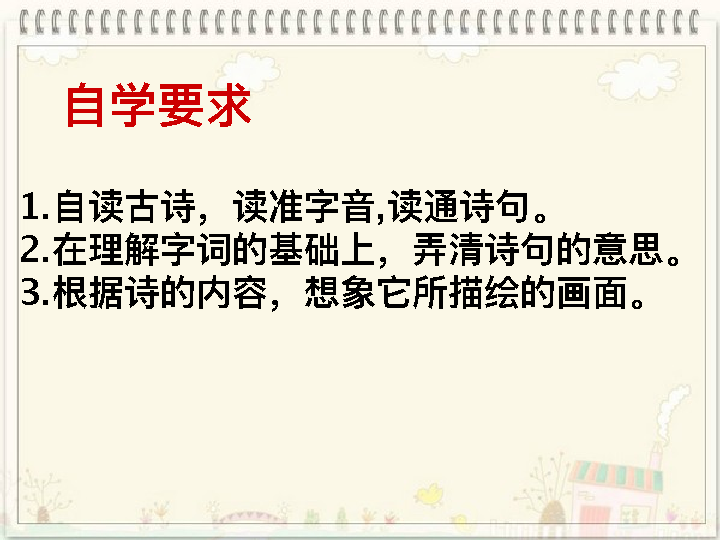 自学要求
1.自读古诗，读准字音,读通诗句。
2.在理解字词的基础上，弄清诗句的意思。
3.根据诗的内容，想象它所描绘的画面。